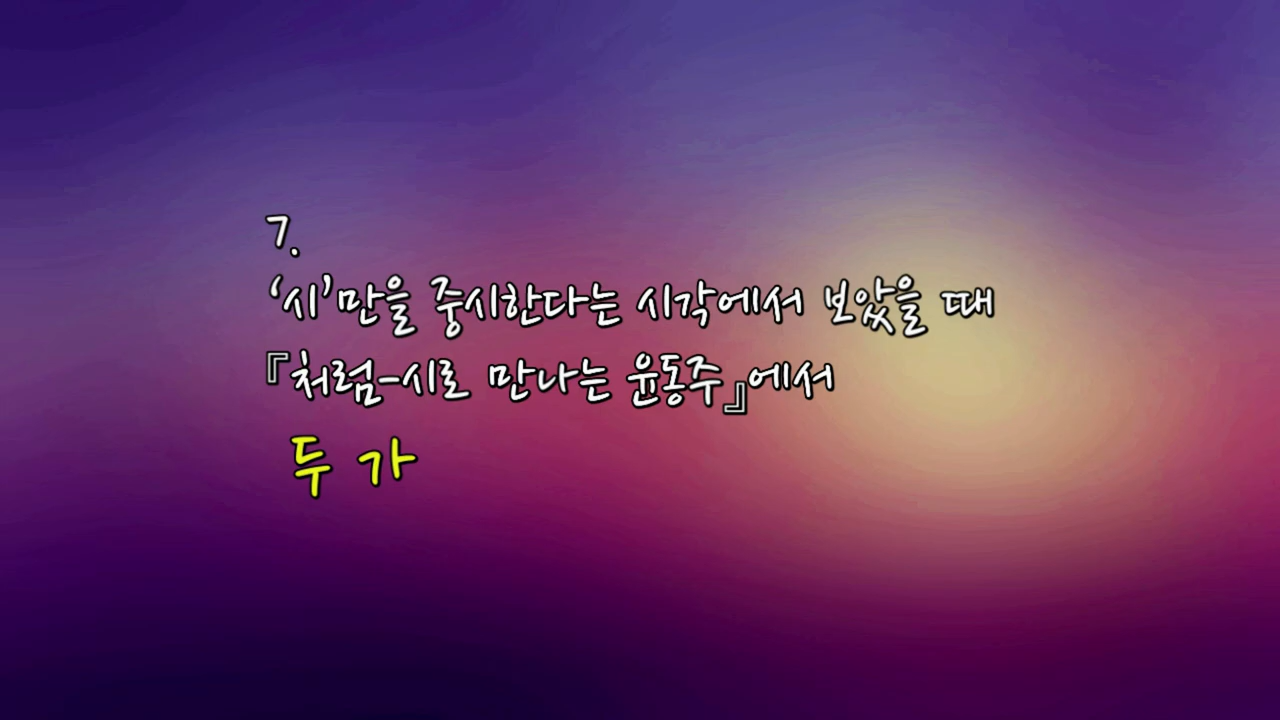 7.
‘시’만을 중시한다는 시각에서 보았을 때
『처럼-시로 만나는 윤동주』에서
두 가